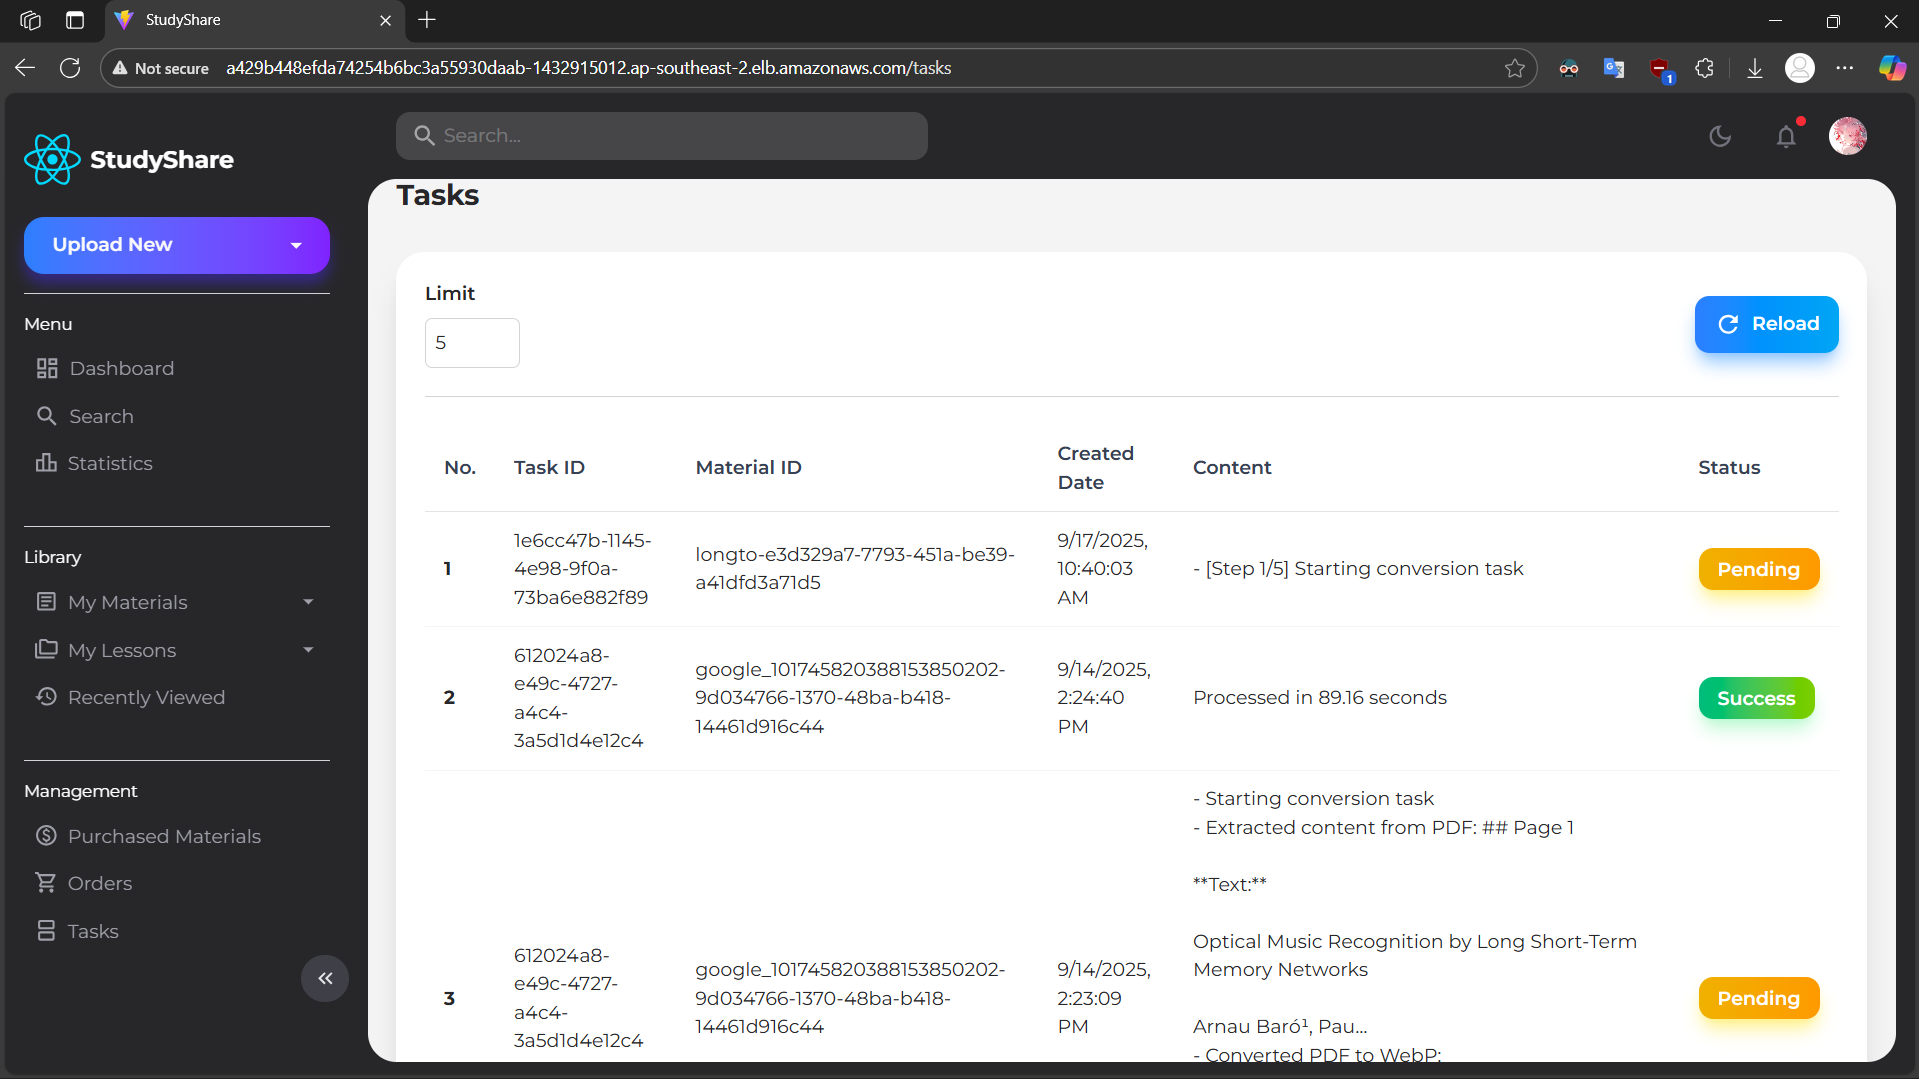 StudyShare
Not secure
a429b448efda74254b6bc3a55930daab-1432915012.ap-southeast-2.elb.amazonaws.com/tasks
1
StudyShare
Search...
Upload New
Menu
Dashboard
Search
Statistics
Library
My Materials
My Lessons
Recently Viewed
Management
Purchased Materials
Orders
Tasks
Tasks
Limit
5
Reload
No.
Task ID
Material ID
Created
Date
Content
Status
1
1e6cc47b-1145-
4e98-9f0a-
73ba6e882f89
longto-e3d329a7-7793-451a-be39-
a41dfd3a71d5
9/17/2025,
10:40:03
AM
- [Step 1/5] Starting conversion task
Pending
2
612024a8-
e49c-4727-
a4c4-
3a5d1d4e12c4
google_101745820388153850202-
9d034766-1370-48ba-b418-
14461d916c44
9/14/2025,
2:24:40
PM
Processed in 89.16 seconds
Success
3
612024a8-
e49c-4727-
a4c4-
3a5d1d4e12c4
google_101745820388153850202-
9d034766-1370-48ba-b418-
14461d916c44
9/14/2025,
2:23:09
PM
- Starting conversion task
- Extracted content from PDF: ## Page 1
**Text:**
Optical Music Recognition by Long Short-Term
Memory Networks
Arnau Baró¹, Pau...
- Converted PDF to WebP:
Pending